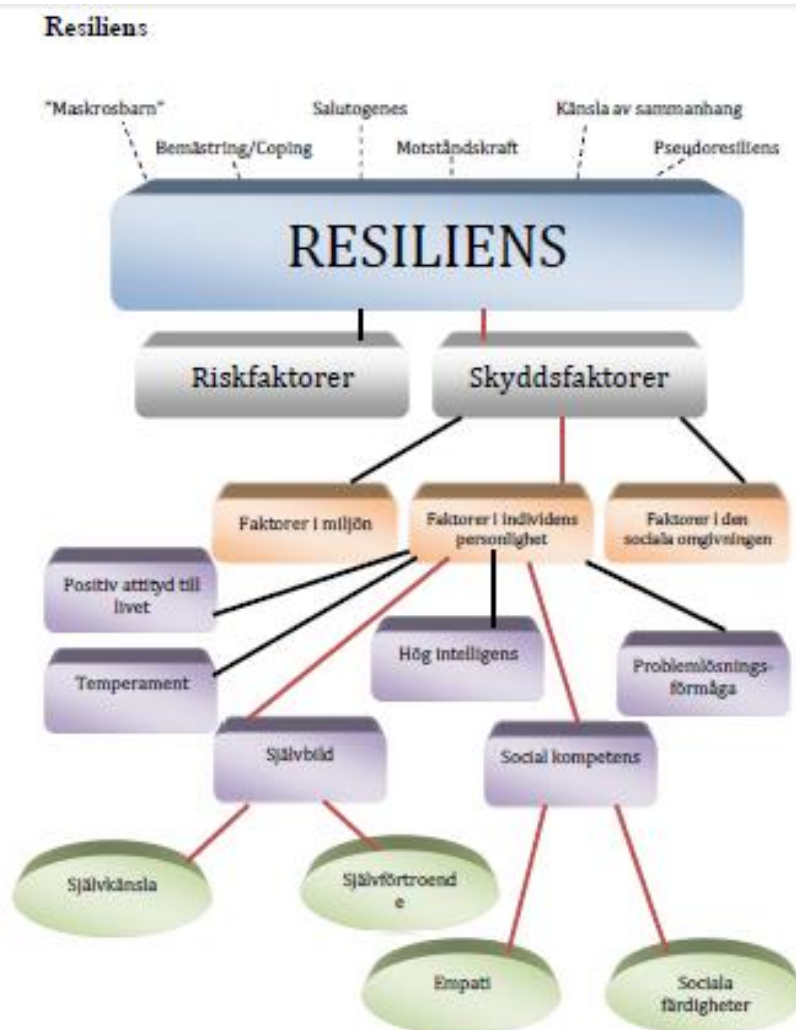 Resiliens
"Maskrosbarn"
Salutogenes
Känsla av sammanhang
Bemästring/Coping
Motståndskraft
Pseudoresiliens
RESILIENS
Riskfaktorer
Skyddsfaktorer
Faktorer i miljön
Faktorer i individens
personlighet
Faktorer i den
sociala omgivningen
Positiv attityd till
livet
Hög intelligens
Problemlösnings-
förmåga
Temperament
Självbild
Social kompetens
Självkänsla
Självförtroend
e
Empati
Sociala
färdigheter